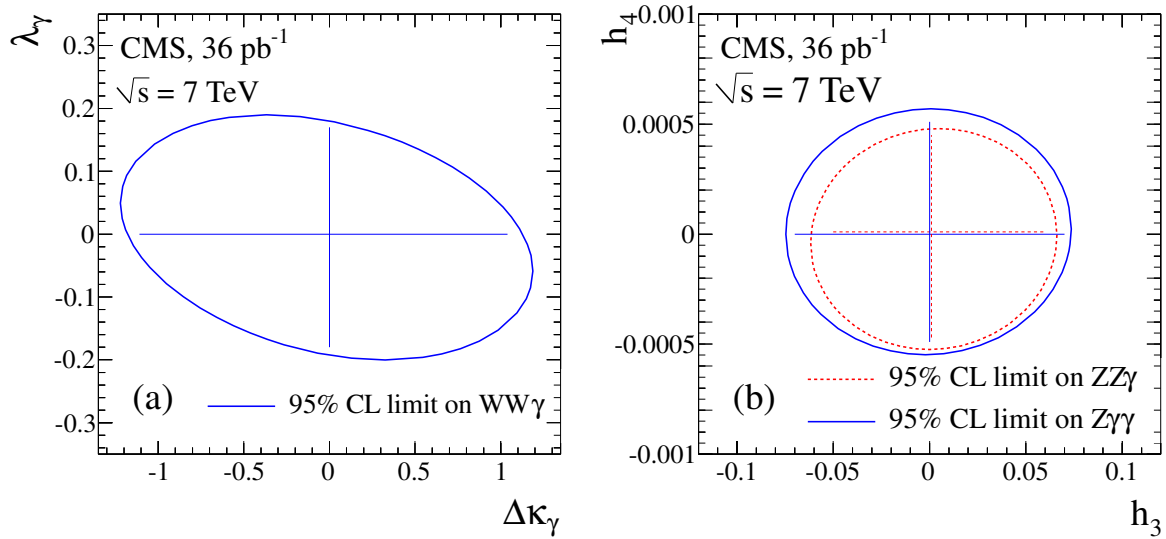 λγ
0.3
0.2
0.1
0
-0.1
-0.2
-0.3
CMS, 36 pb-1
√s = 7 TeV
(a)
95% CL limit on WWγ
-1 -0.5 0 0.5 1
Δκγ
h4
0.001
0.0005
0
-0.0005
-0.001
CMS, 36 pb-1
√s = 7 TeV
(b)
95% CL limit on ZZγ
95% CL limit on Zγγ
-0.1 -0.05 0 0.05 0.1
h3